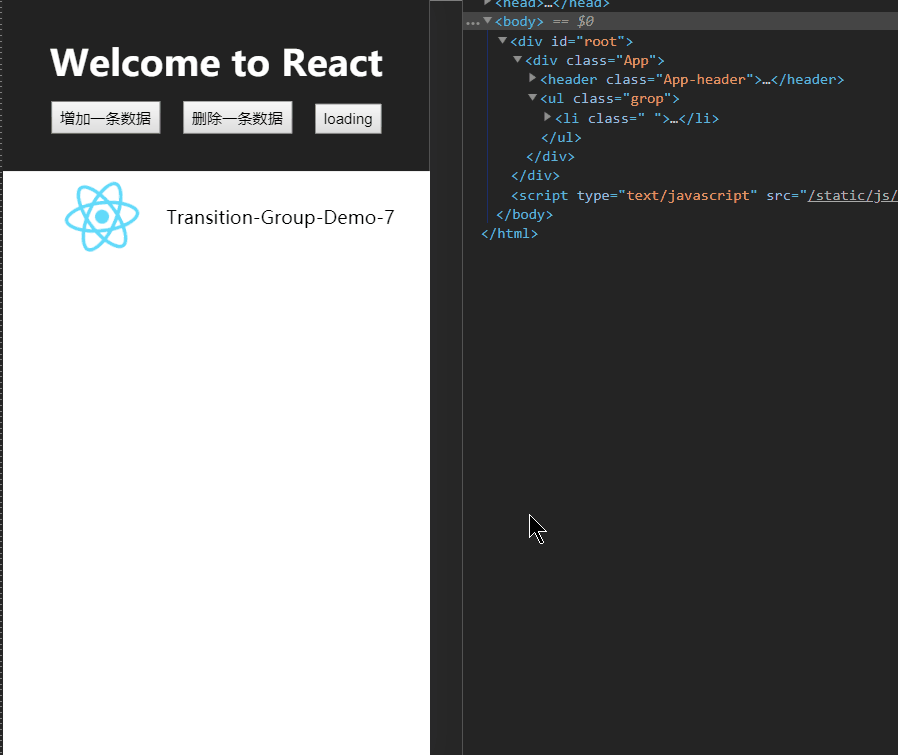 Welcome to React
增加一条数据 删除一条数据 loading
Transition-Group-Demo-7
<head>…</head>
<body> == $0
<div id="root">
<div class="App">
<header class="App-header">…</header>
<ul class="grop">
<li class=" ">…</li>
</ul>
</div>
</div>
<script type="text/javascript" src="/static/js/
</body>
</html>